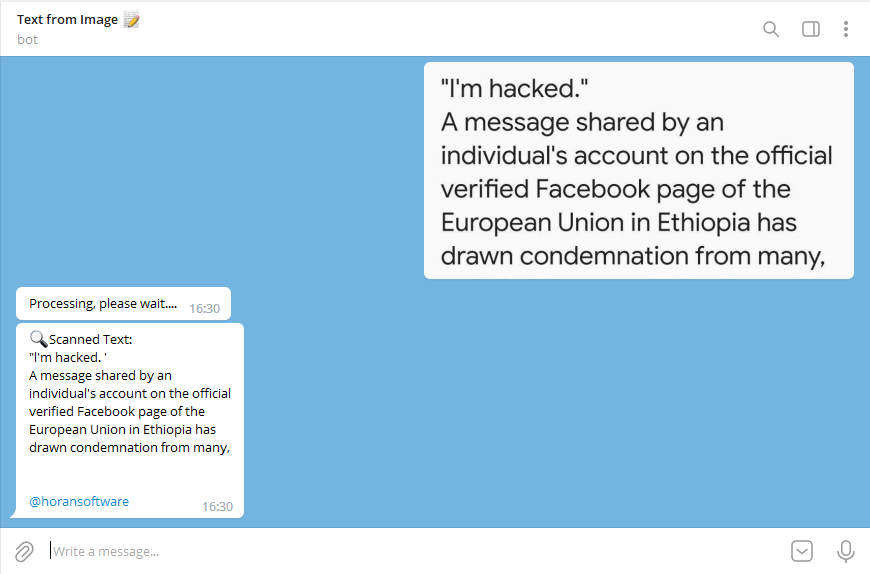 Text from Image
bot
"I'm hacked."
A message shared by an
individual's account on the official
verified Facebook page of the
European Union in Ethiopia has
drawn condemnation from many,
Processing, please wait....
16:30
Scanned Text:
"I'm hacked. '
A message shared by an
individual's account on the official
verified Facebook page of the
European Union in Ethiopia has
drawn condemnation from many,
@horansoftware
16:30
Write a message...